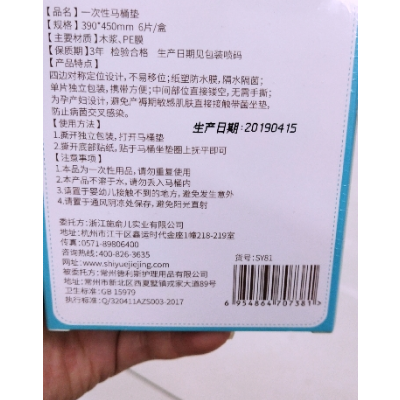 【品名】一次性马桶垫
【规格】390*450mm 6片/盒
【主要材质】木浆、PE膜
【保质期】3年 检验合格 生产日期见包装喷码
【产品特点】
四边对称定位设计,不易移位;纸塑防水膜,隔水隔菌;
单片独立包装,携带方便;中间部位直接镂空,无需手撕;
为孕产妇设计,避免产褥期敏感肌肤直接接触带菌坐垫,
防止病菌交叉感染。
生产日期:20190415
【使用方法】
1.撕开独立包装,打开马桶垫
2.撕开底部贴纸,贴于马桶坐垫圈上抚平即可
【注意事项】
1.本品为一次性用品,请勿重复使用
2.本产品不溶于水,请勿丢入马桶内
3.请置于婴幼儿接触不到的地方,避免发生意外
4.请置于通风阴凉处保存,避免阳光直射
委托方:浙江施俞儿实业有限公司
地址:杭州市江干区鑫运时代金座1幢218-219室
传真:0571-89806400
咨询热线:400-826-3635
网址:www.shiyuejiejing.com
被委托方:常州德利斯护理用品有限公司
地址:常州市新北区西夏墅镇戎家大道89号
卫生标准:GB 15979
执行标准:Q/320411AZS003-2017
货号:SY81
6954864707381